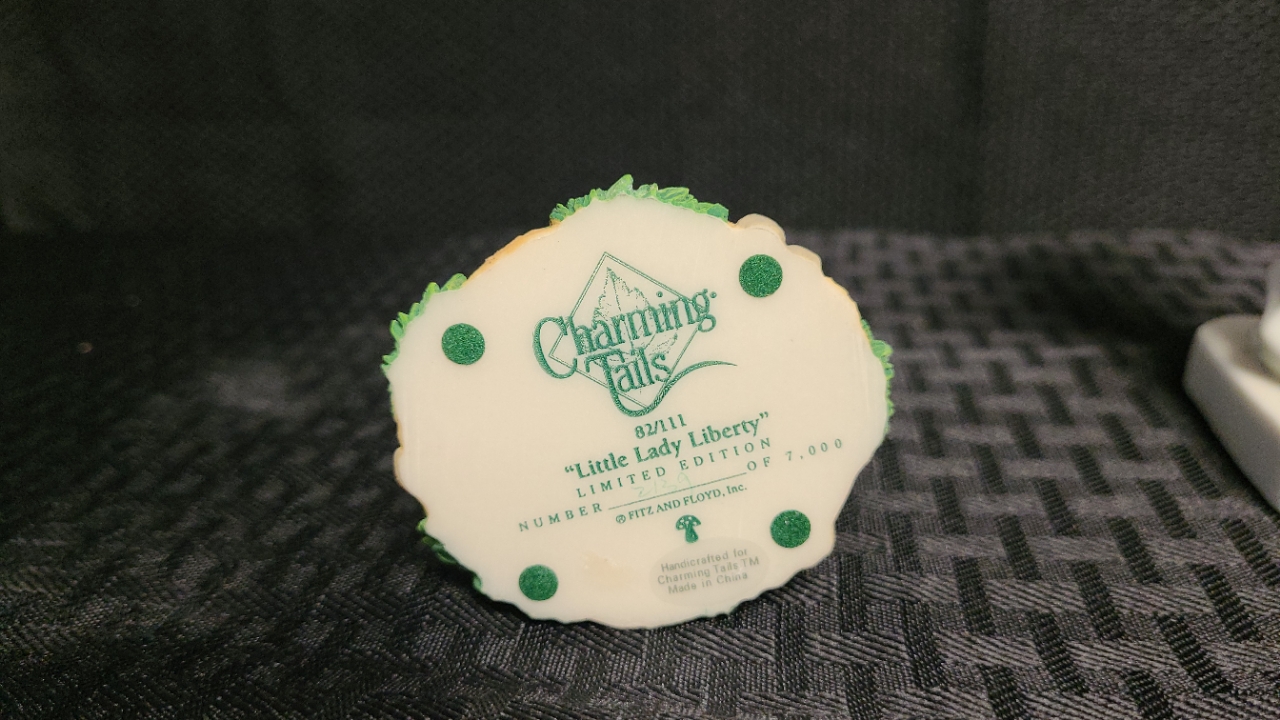 Charming
Tails
82/111
“Little Lady Liberty”
LIMITED EDITION
NUMBER OF 7,000
℗ FITZ AND FLOYD, Inc.
Handicrafted for
Charming Tails TM
Made in China